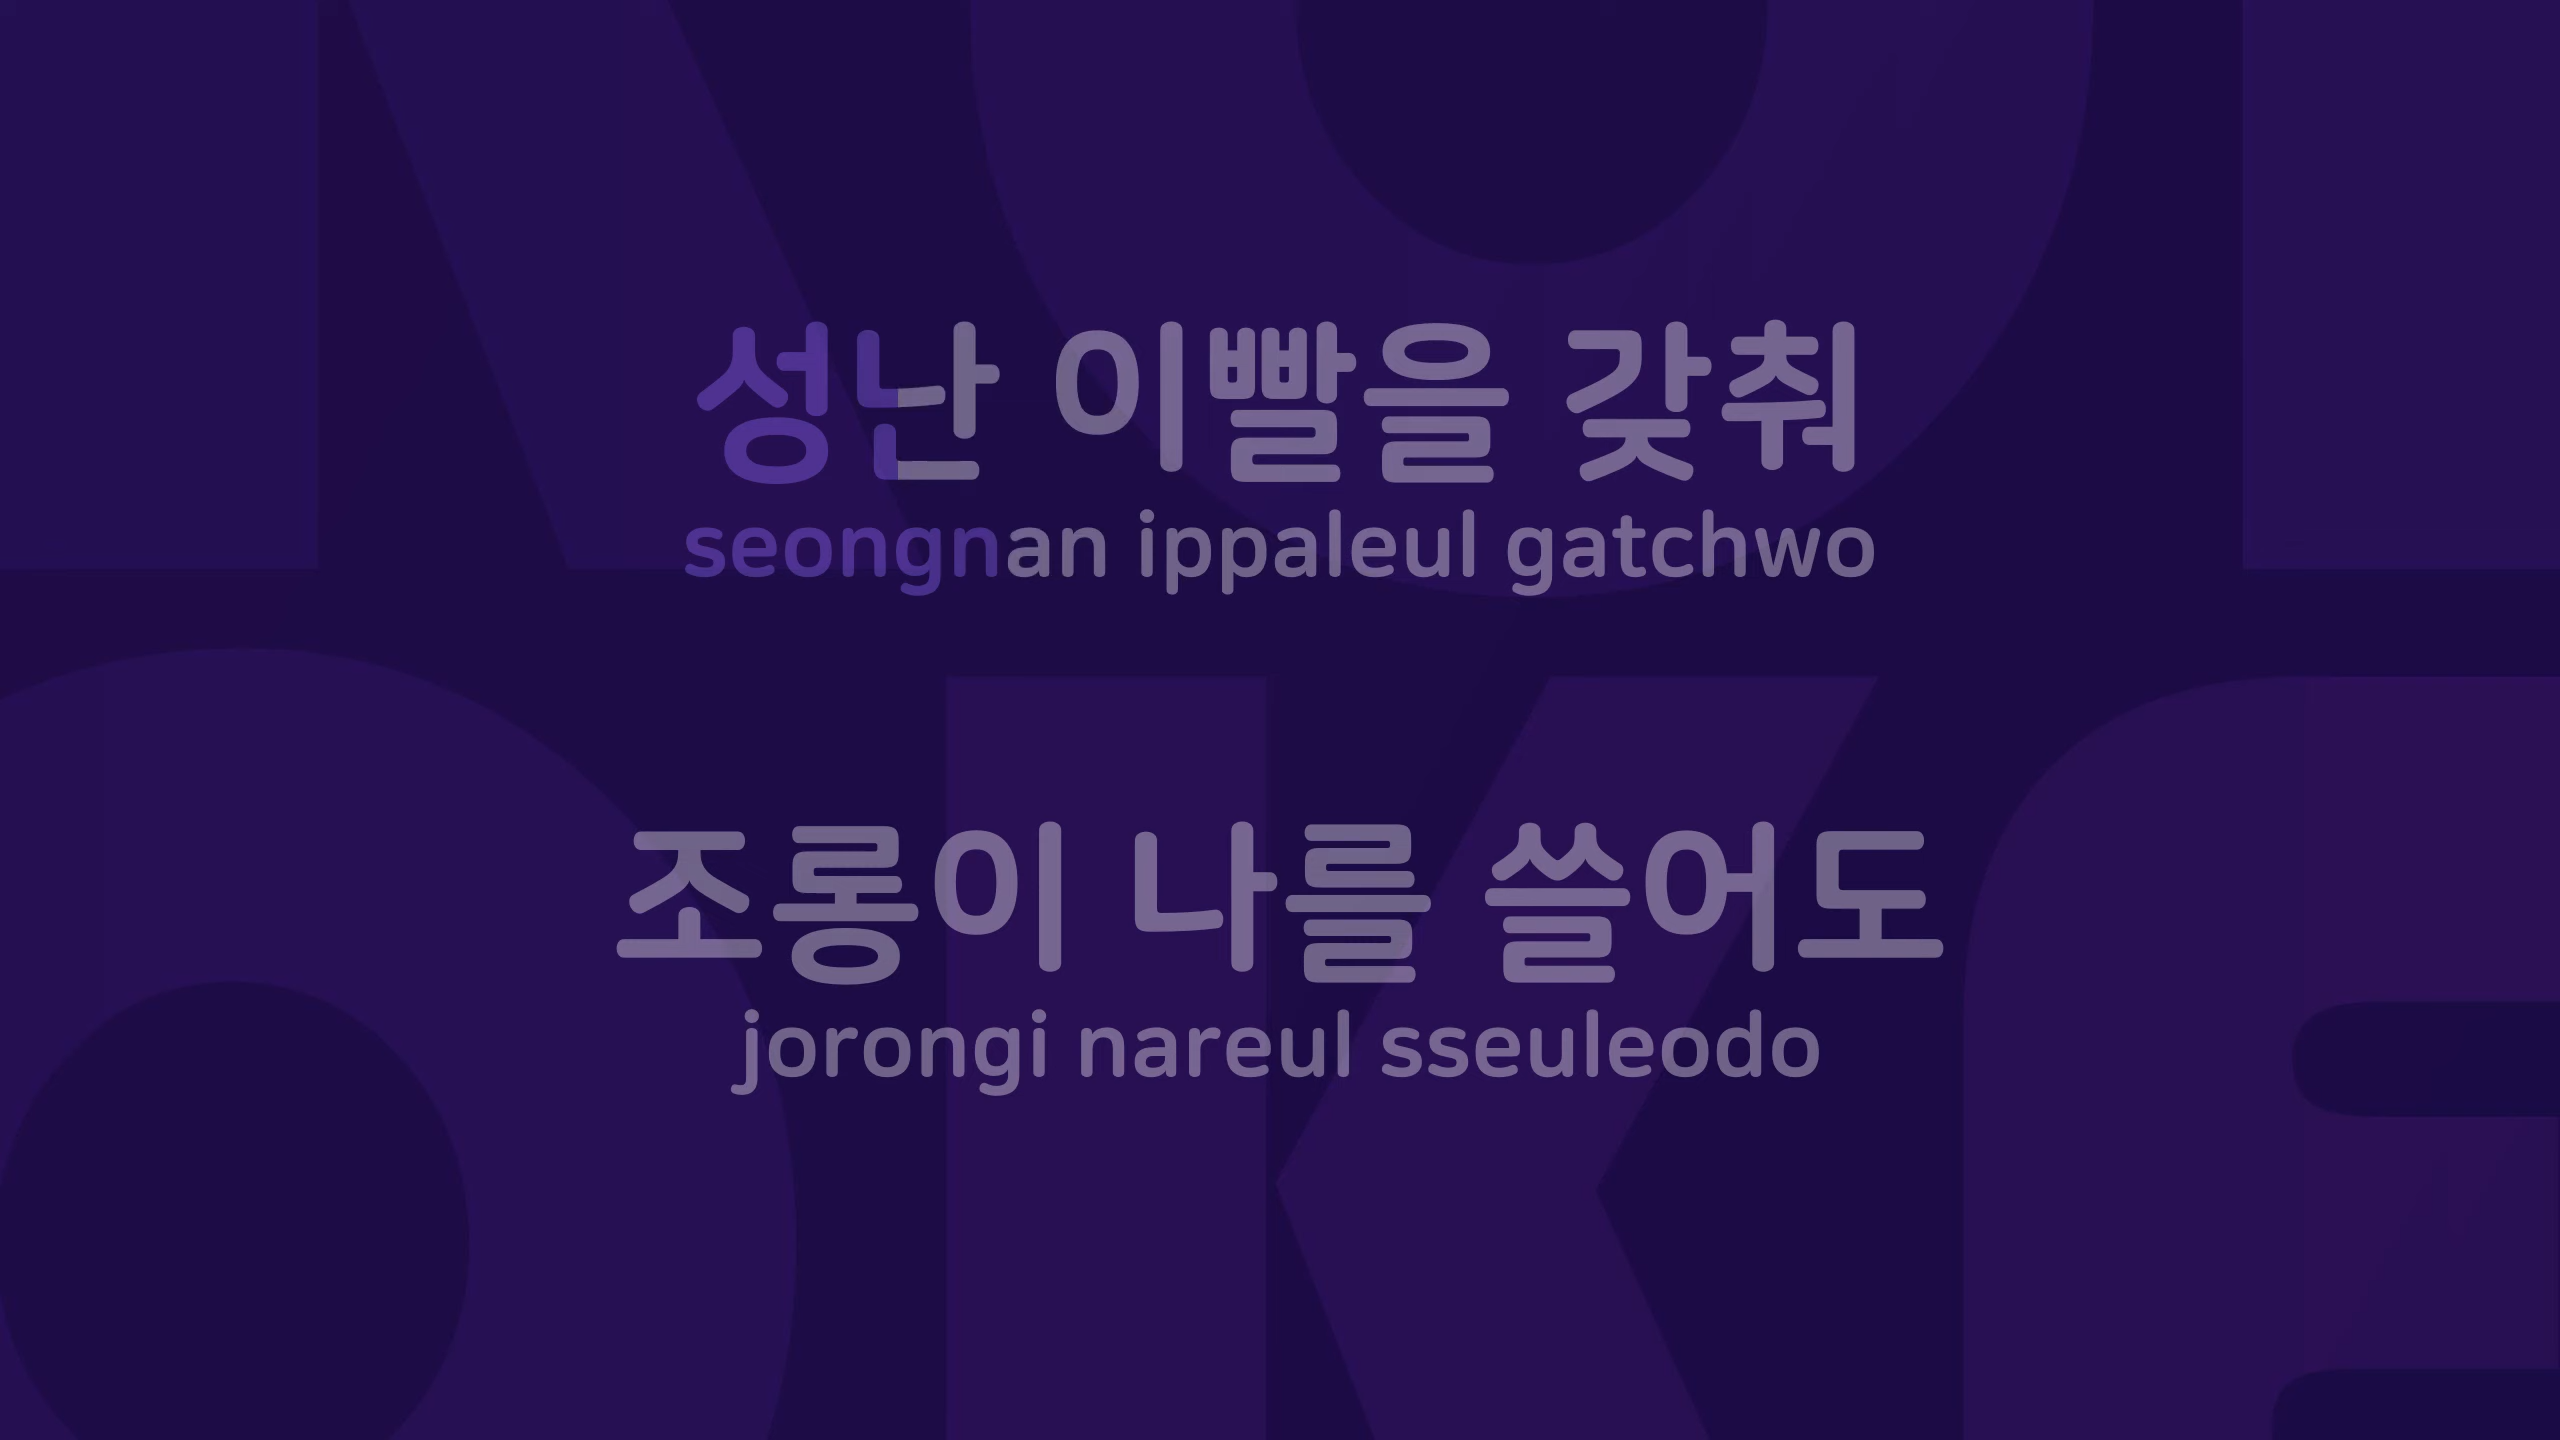 성난 이빨을 갖춰
seongnan ippaleul gatchwo
조롱이 나를 쓸어도
jorongi nareul sseuleodo